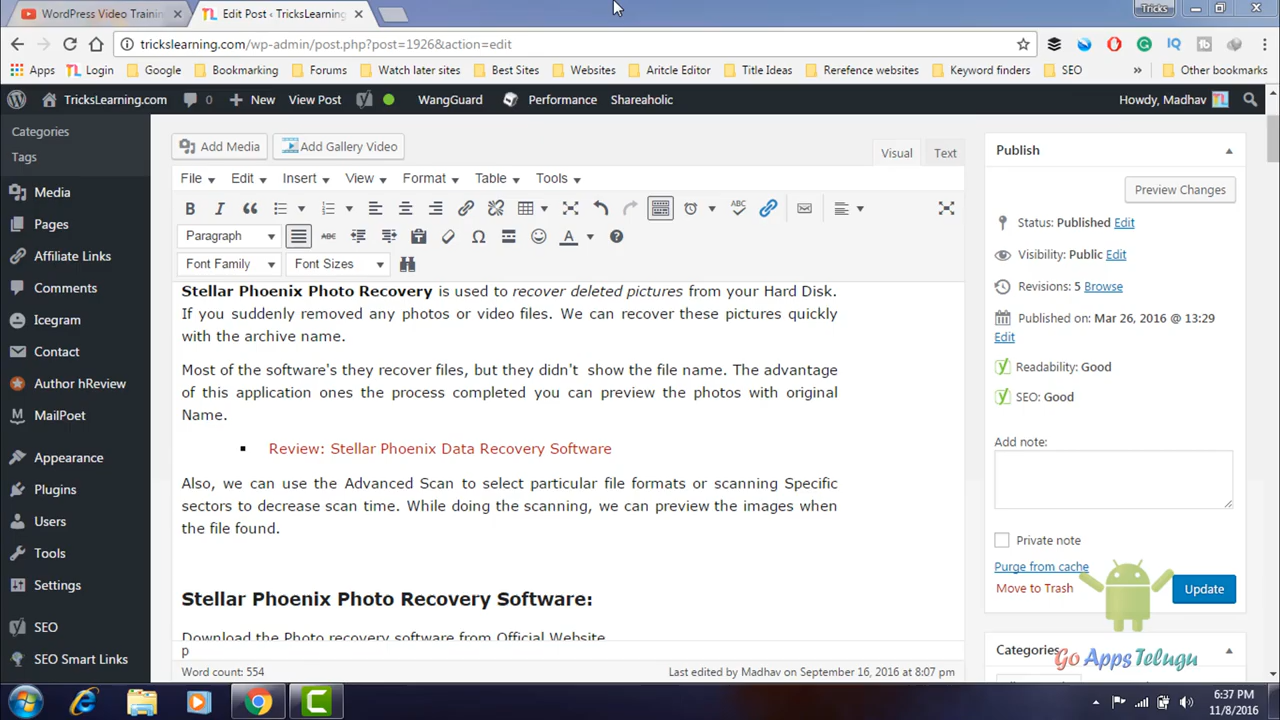 WordPress Video Training
Edit Post ‹ TricksLearning
Tricks
trickslearning.com/wp-admin/post.php?post=1926&action=edit
Apps
Login
Google
Bookmarking
Forums
Watch later sites
Best Sites
Websites
Aritcle Editor
Title Ideas
Rerefence websites
Keyword finders
SEO
»
Other bookmarks
TricksLearning.com
0
New
View Post
WangGuard
Performance
Shareaholic
Howdy, Madhav
Categories
Tags
Media
Pages
Affiliate Links
Comments
Icegram
Contact
Author hReview
MailPoet
Appearance
Plugins
Users
Tools
Settings
SEO
SEO Smart Links
Add Media
Add Gallery Video
Visual
Text
File
Edit
Insert
View
Format
Table
Tools
Paragraph
Font Family
Font Sizes
Stellar Phoenix Photo Recovery is used to recover deleted pictures from your Hard Disk.
If you suddenly removed any photos or video files. We can recover these pictures quickly
with the archive name.
Most of the software's they recover files, but they didn't show the file name. The advantage
of this application ones the process completed you can preview the photos with original
Name.
Review: Stellar Phoenix Data Recovery Software
Also, we can use the Advanced Scan to select particular file formats or scanning Specific
sectors to decrease scan time. While doing the scanning, we can preview the images when
the file found.
Stellar Phoenix Photo Recovery Software:
Download the Photo recovery software from Official Website
p
Word count: 554
Last edited by Madhav on September 16, 2016 at 8:07 pm
Publish
Preview Changes
Status: Published Edit
Visibility: Public Edit
Revisions: 5 Browse
Published on: Mar 26, 2016 @ 13:29
Edit
Readability: Good
SEO: Good
Add note:
Private note
Purge from cache
Move to Trash
Update
Categories
Go Apps Telugu
6:37 PM
11/8/2016